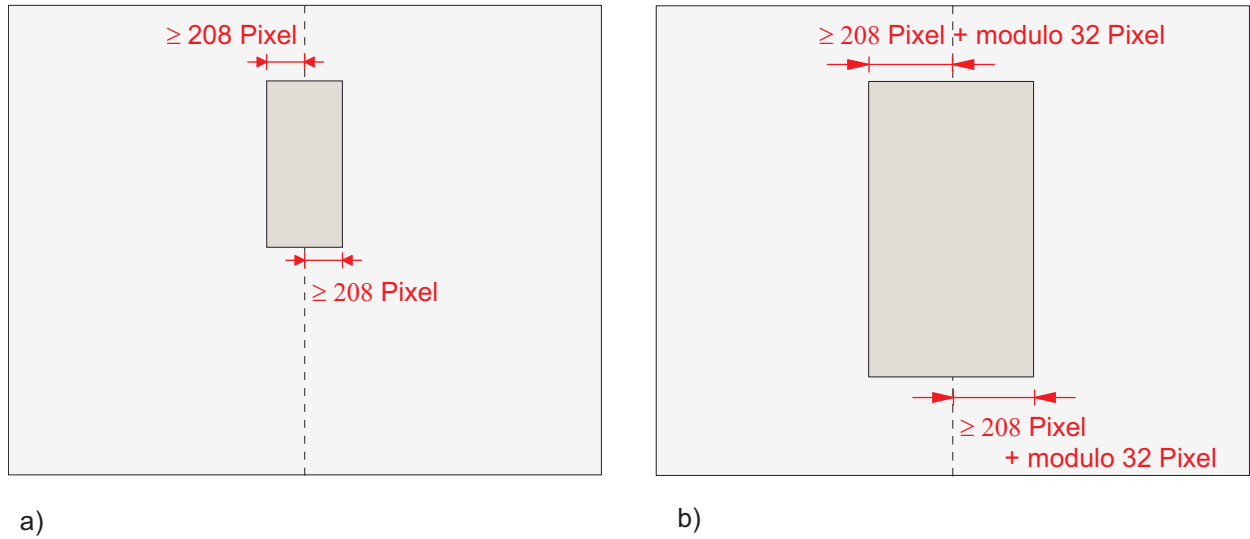 ≥ 208 Pixel
≥ 208 Pixel
a)
≥ 208 Pixel + modulo 32 Pixel
≥ 208 Pixel
+ modulo 32 Pixel
b)